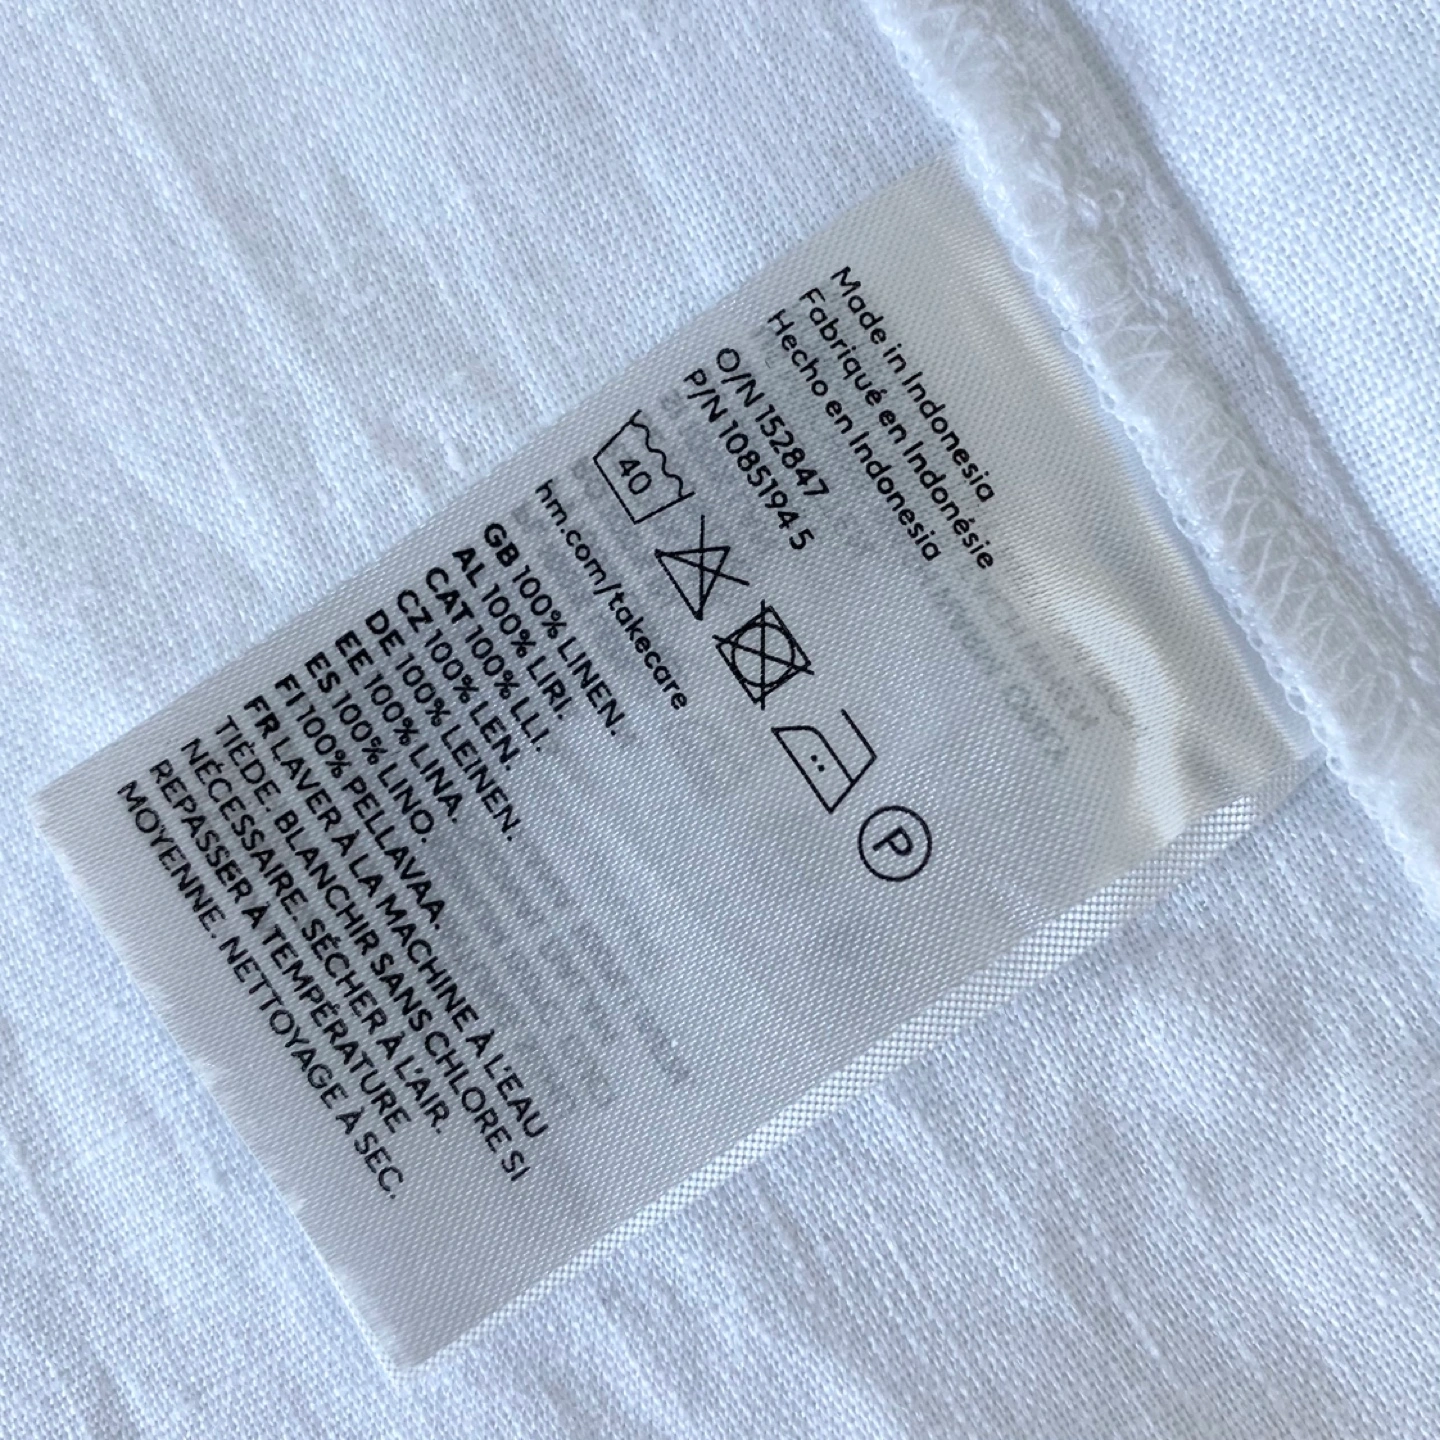 Made in Indonesia
Fabriqué en Indonésie
Hecho en Indonesia
O/N 152847
P/N 10851945
40
P
hm.com/takecare
GB 100% LINEN.
AL 100% LIRI.
CAT 100% LLI.
CZ 100% LEN.
DE 100% LEINEN.
EE 100% LINA.
ES 100% LINO.
FI 100% PELLAVAA.
FR LAVER À LA MACHINE À L'EAU
TIÉDE. BLANCHIR SANS CHLORE SI
NÉCESSAIRE. SÉCHER À L'AIR.
REPASSER À TEMPÉRATURE
MOYENNE. NETTOYAGE À SEC.